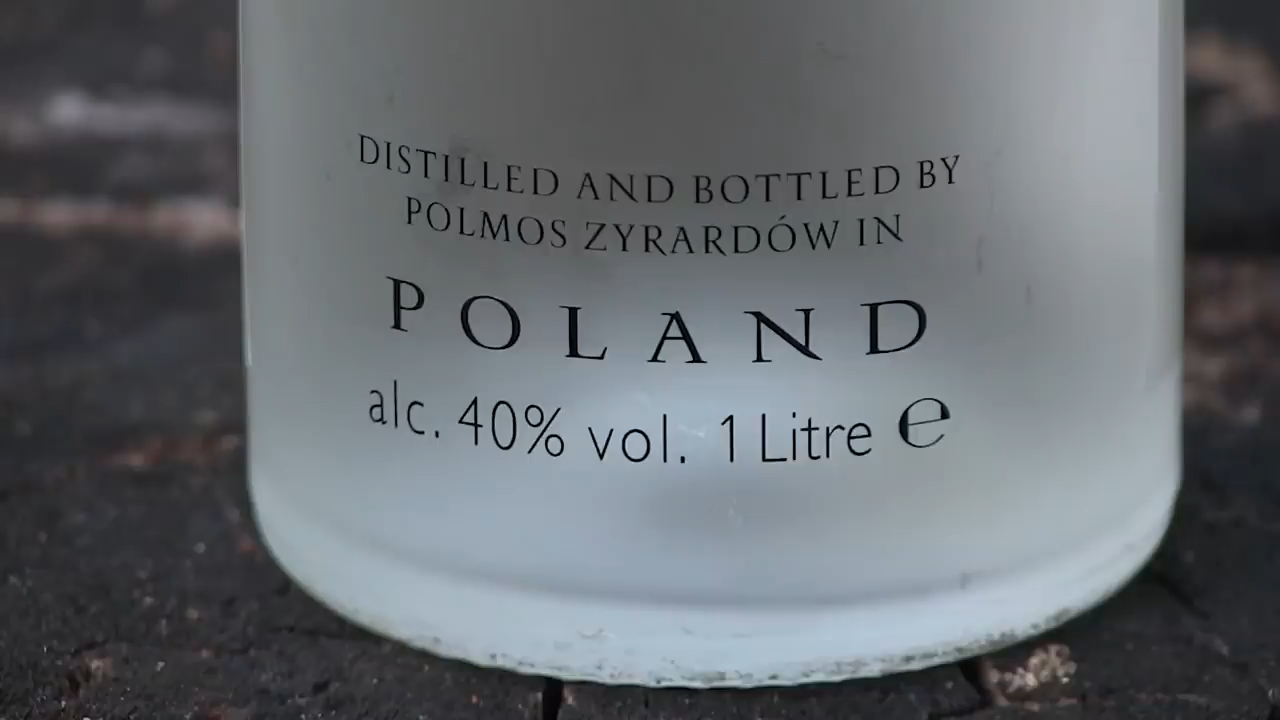 DISTILLED AND BOTTLED BY
POLMOS ZYRARDÓW IN
POLAND
alc. 40% vol. 1 Litre ℮